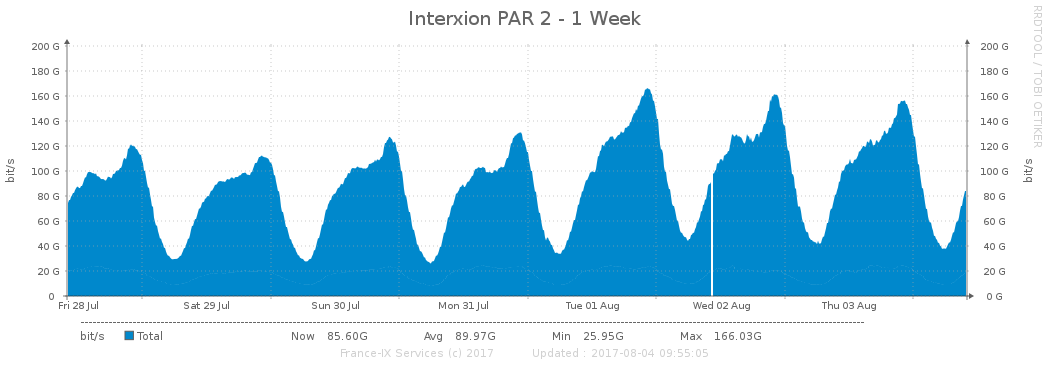 Interxion PAR 2 - 1 Week
RRDTOOL / TOBI OETIKER
200 G 200 G
180 G 180 G
160 G 160 G
140 G 140 G
120 G 120 G
100 G 100 G
80 G 80 G
60 G 60 G
40 G 40 G
20 G 20 G
0 0 G
bit/s bit/s
Fri 28 Jul Sat 29 Jul Sun 30 Jul Mon 31 Jul Tue 01 Aug Wed 02 Aug Thu 03 Aug
bit/s Total Now 85.60G Avg 89.97G Min 25.95G Max 166.03G
France-IX Services (c) 2017 Updated : 2017-08-04 09:55:05